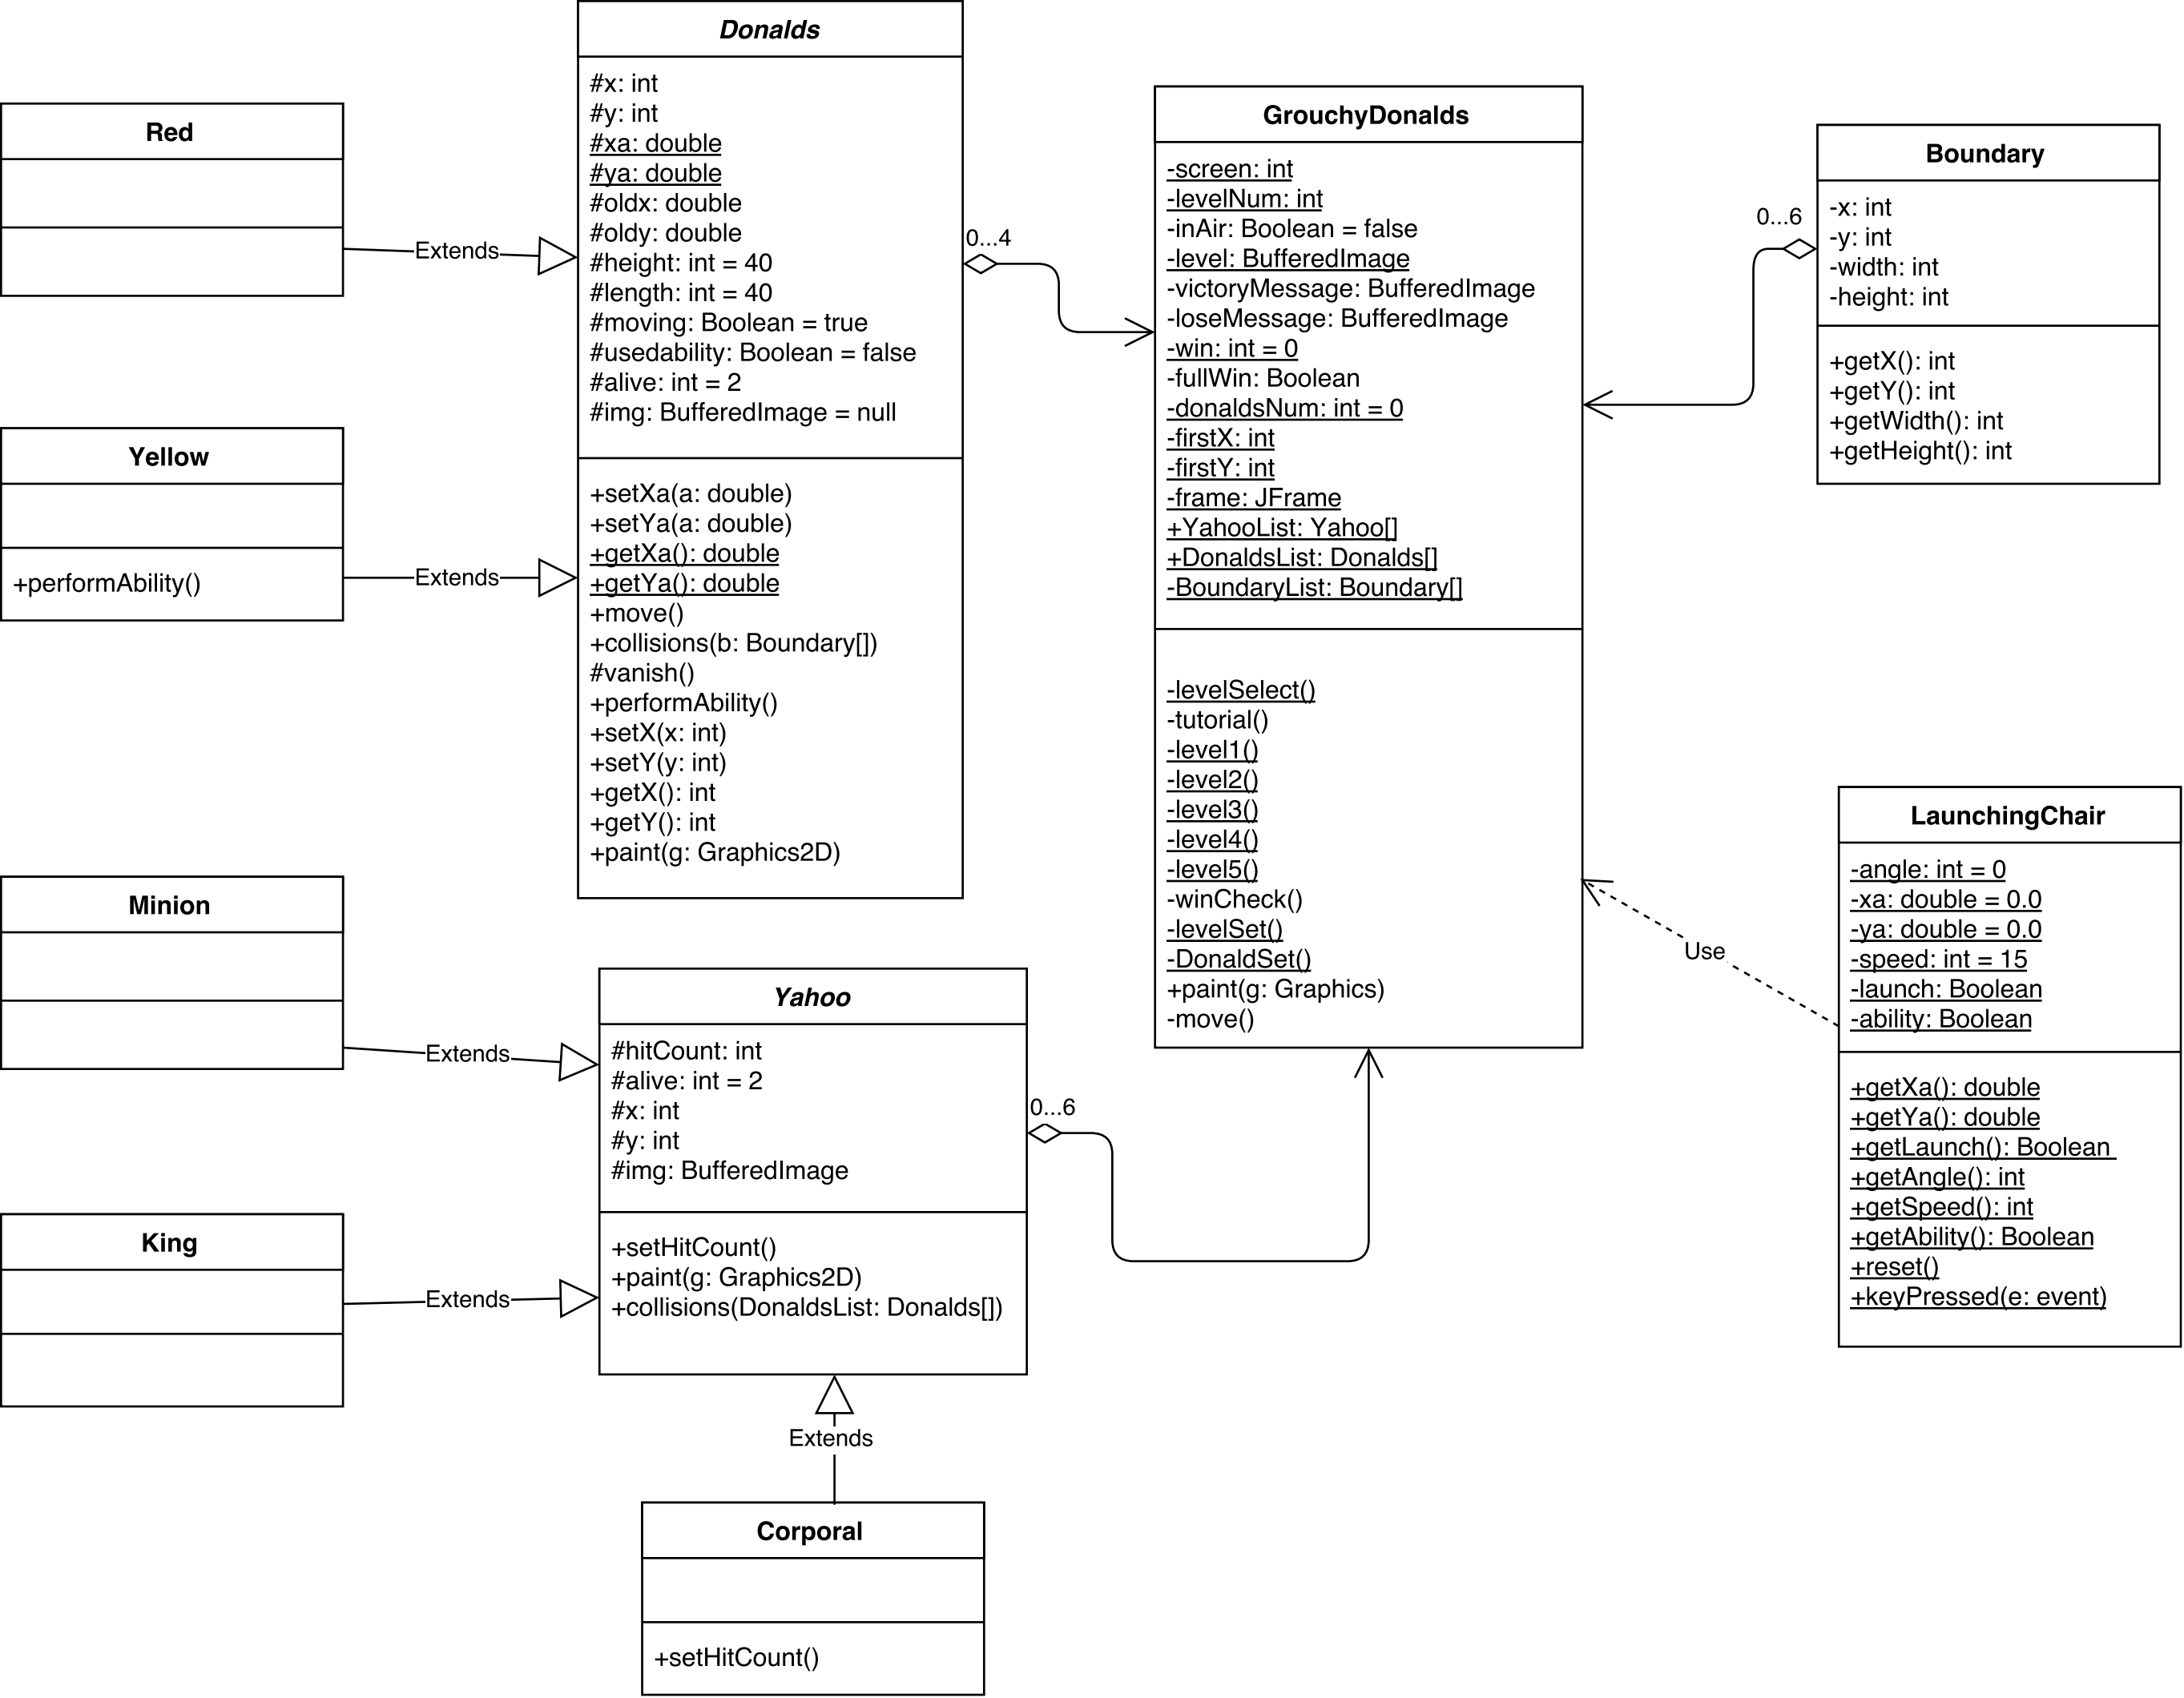 Donalds
#x: int
#y: int
#xa: double
#ya: double
#oldx: double
#oldy: double
#height: int = 40
#length: int = 40
#moving: Boolean = true
#usedability: Boolean = false
#alive: int = 2
#img: BufferedImage = null
+setXa(a: double)
+setYa(a: double)
+getXa(): double
+getYa(): double
+move()
+collisions(b: Boundary[])
#vanish()
+performAbility()
+setX(x: int)
+setY(y: int)
+getX(): int
+getY(): int
+paint(g: Graphics2D)
Red
Extends
Yellow
+performAbility()
Extends
0...4
GrouchyDonalds
-screen: int
-levelNum: int
-inAir: Boolean = false
-level: BufferedImage
-victoryMessage: BufferedImage
-loseMessage: BufferedImage
-win: int = 0
-fullWin: Boolean
-donaldsNum: int = 0
-firstX: int
-firstY: int
-frame: JFrame
+YahooList: Yahoo[]
+DonaldsList: Donalds[]
-BoundaryList: Boundary[]
-levelSelect()
-tutorial()
-level1()
-level2()
-level3()
-level4()
-level5()
-winCheck()
-levelSet()
-DonaldSet()
+paint(g: Graphics)
-move()
0...6
Boundary
-x: int
-y: int
-width: int
-height: int
+getX(): int
+getY(): int
+getWidth(): int
+getHeight(): int
LaunchingChair
-angle: int = 0
-xa: double = 0.0
-ya: double = 0.0
-speed: int = 15
-launch: Boolean
-ability: Boolean
+getXa(): double
+getYa(): double
+getLaunch(): Boolean
+getAngle(): int
+getSpeed(): int
+getAbility(): Boolean
+reset()
+keyPressed(e: event)
Use
Minion
Extends
Yahoo
#hitCount: int
#alive: int = 2
#x: int
#y: int
#img: BufferedImage
+setHitCount()
+paint(g: Graphics2D)
+collisions(DonaldsList: Donalds[])
0...6
King
Extends
Extends
Corporal
+setHitCount()